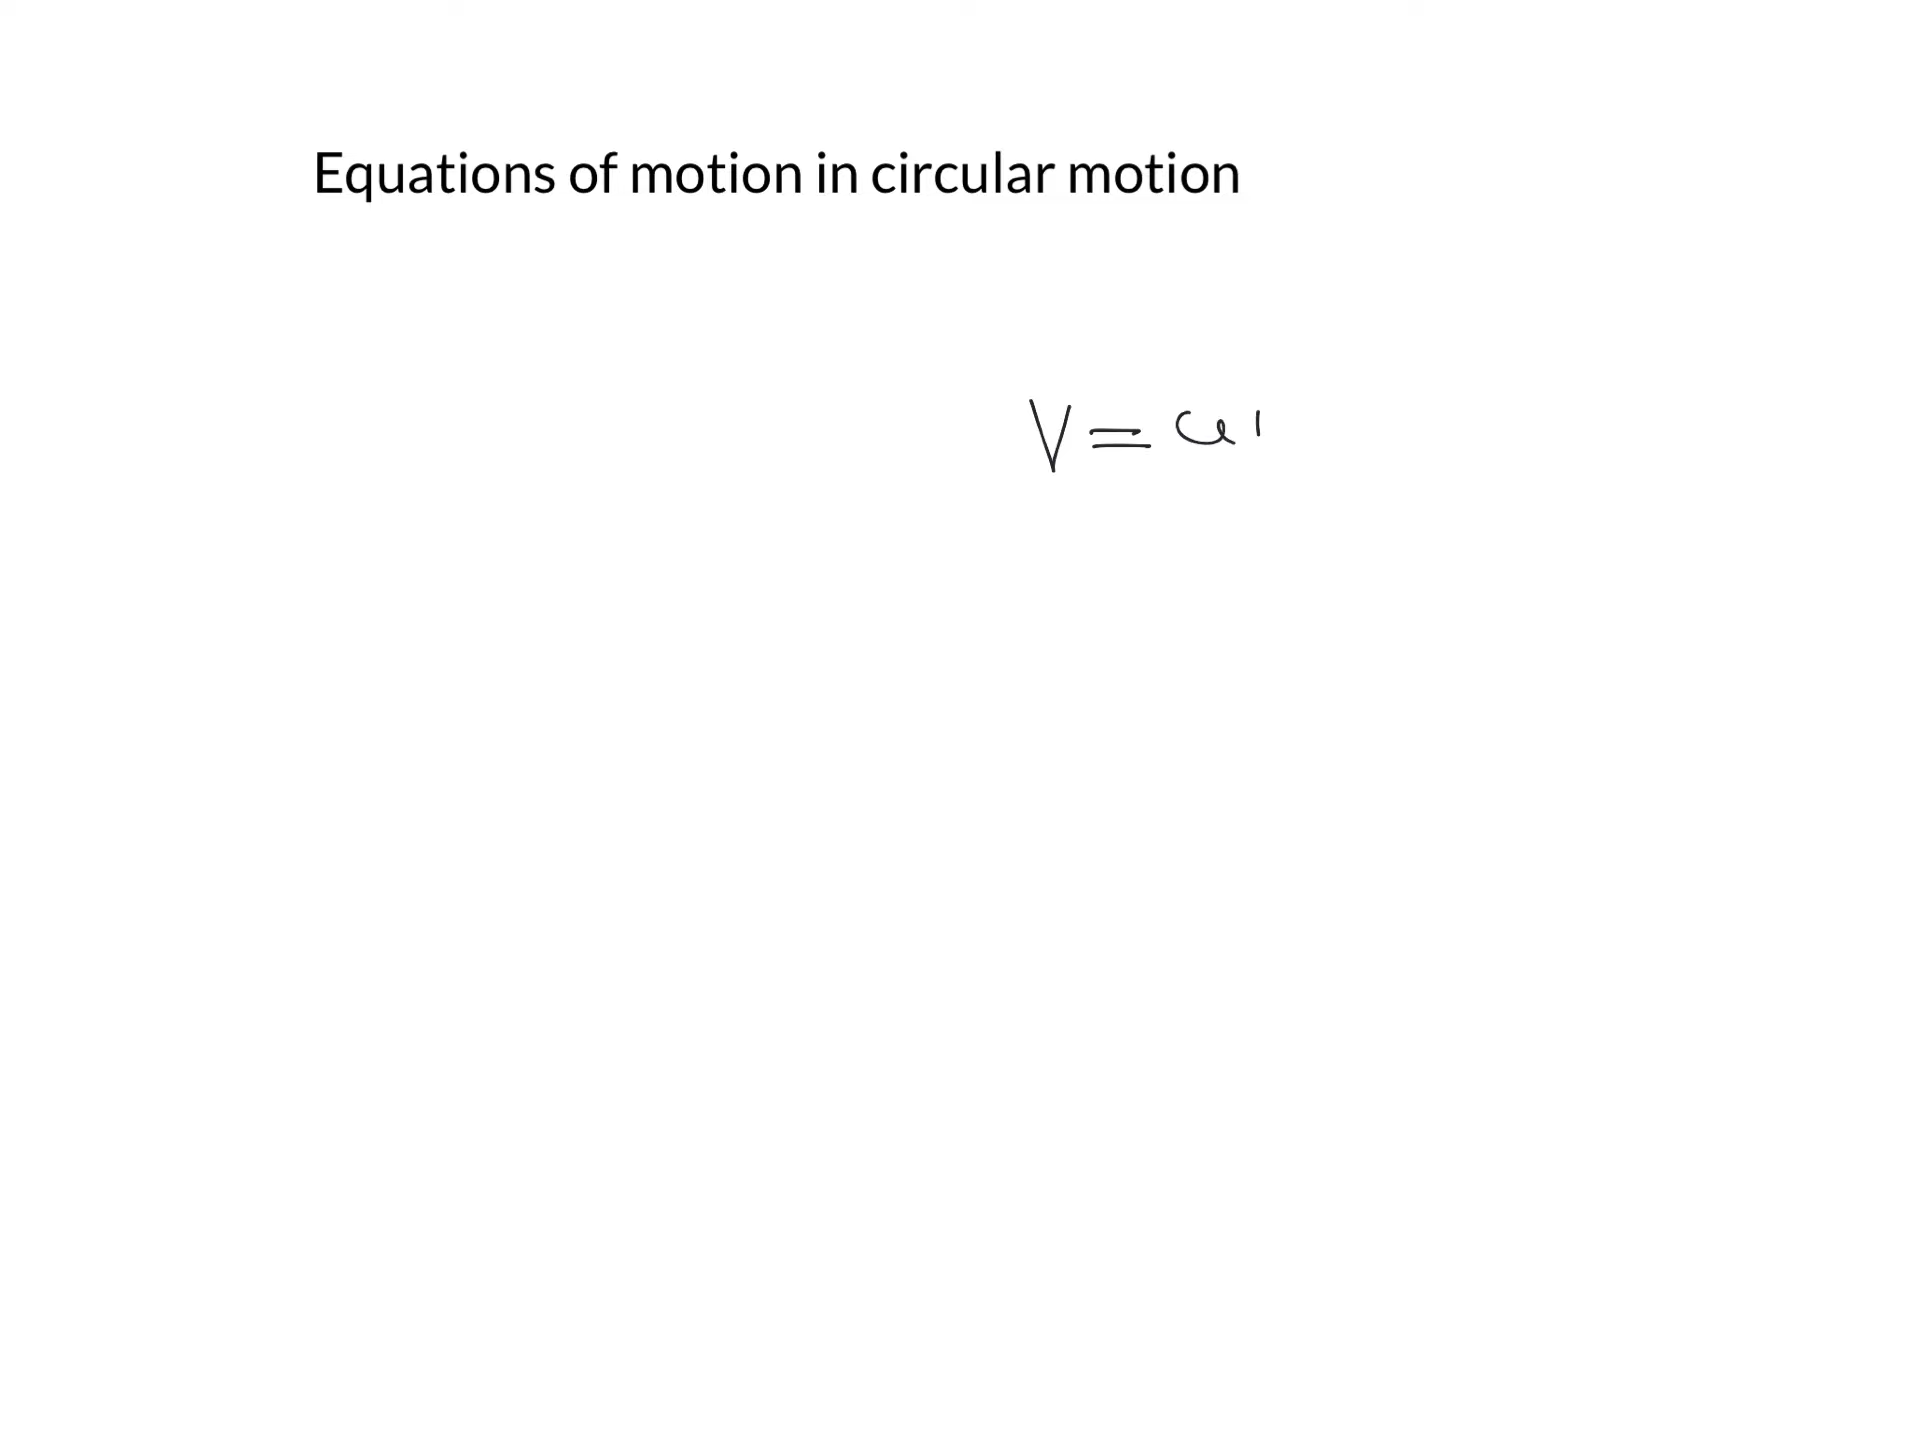 Equations of motion in circular motion
V = u